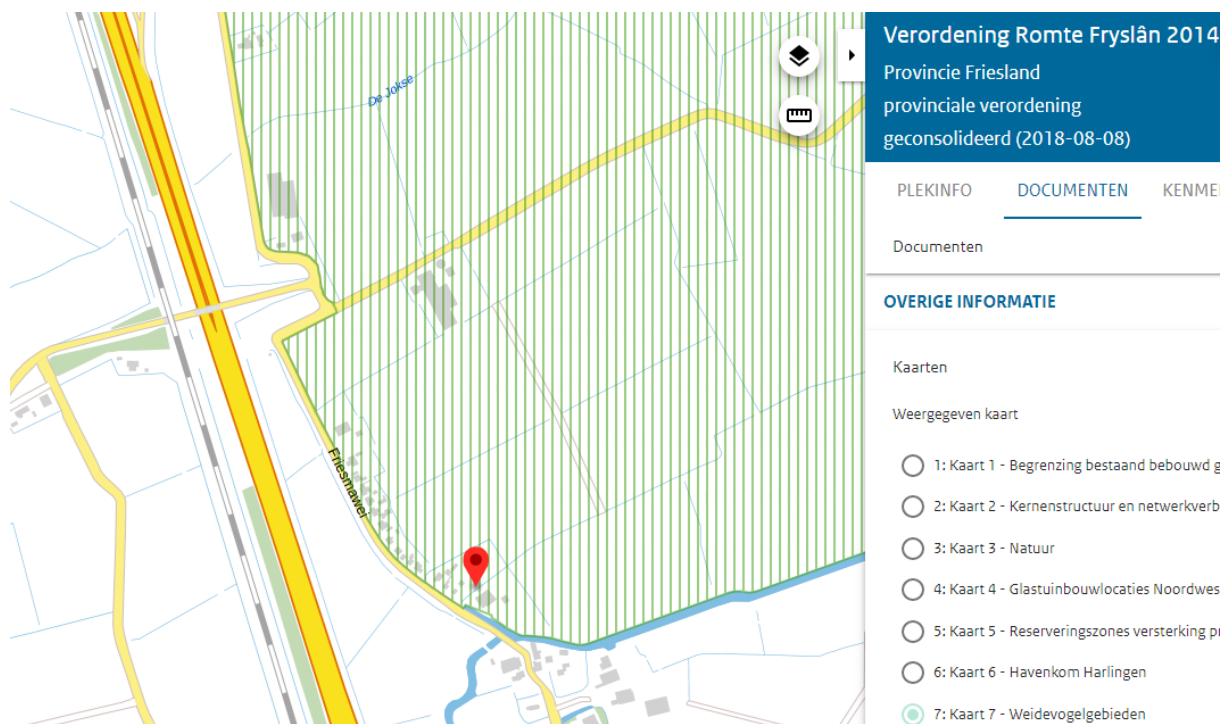 De Jokse
Friesmawei
Verordening Romte Fryslân 2014
Provincie Friesland
provinciale verordening
geconsolideerd (2018-08-08)
PLEKINFO DOCUMENTEN KENME
Documenten
OVERIGE INFORMATIE
Kaarten
Weergegeven kaart
1: Kaart 1 - Begrenzing bestaand bebouwd g
2: Kaart 2 - Kernenstructuur en netwerkverb
3: Kaart 3 - Natuur
4: Kaart 4 - Glastuinbouwlocaties Noordwes
5: Kaart 5 - Reserveringszones versterking pr
6: Kaart 6 - Havenkom Harlingen
7: Kaart 7 - Weidevogelgebieden